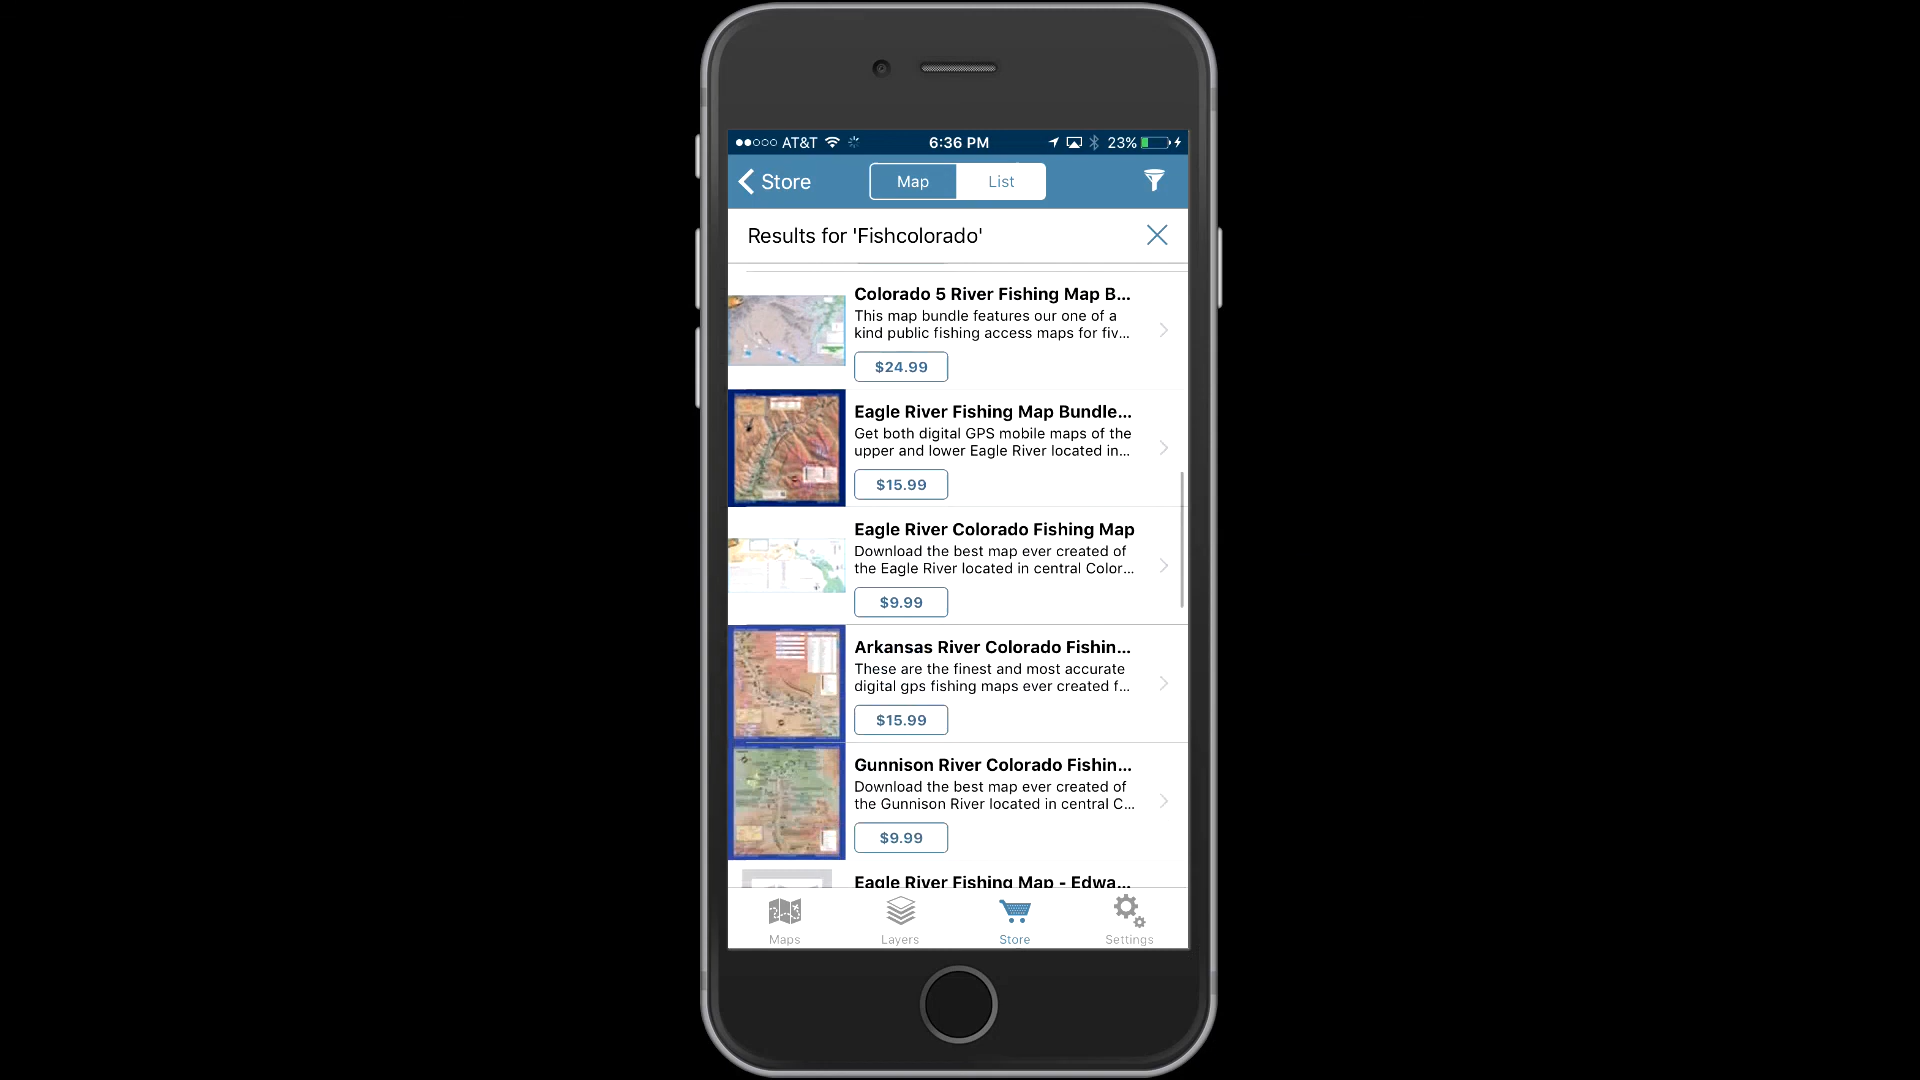 AT&T 6:36 PM 23%
Store Map List
Results for 'Fishcolorado'
Colorado 5 River Fishing Map B...
This map bundle features our one of a
kind public fishing access maps for fiv...
$24.99
Eagle River Fishing Map Bundle...
Get both digital GPS mobile maps of the
upper and lower Eagle River located in...
$15.99
Eagle River Colorado Fishing Map
Download the best map ever created of
the Eagle River located in central Color...
$9.99
Arkansas River Colorado Fishin...
These are the finest and most accurate
digital gps fishing maps ever created f...
$15.99
Gunnison River Colorado Fishin...
Download the best map ever created of
the Gunnison River located in central C...
$9.99
Eagle River Fishing Map - Edwa...
Maps Layers Store Settings